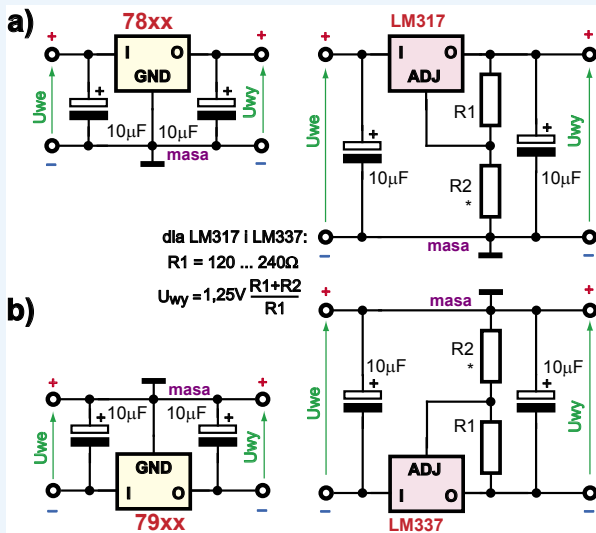 a)
78xx
+
+
I
O
GND
+
+
Uwe
10µF
10µF
Uwy
–
–
masa
LM317
+
+
I
O
ADJ
R1
Uwe
+
10µF
R2
*
+
10µF
Uwy
–
–
masa
dla LM317 i LM337:
R1 = 120 ... 240Ω
Uwy = 1,25V R1+R2
R1
b)
masa
+
+
10µF
10µF
+
+
Uwe
Uwy
GND
I
O
–
–
79xx
masa
+
+
R2
*
10µF
10µF
+
+
Uwe
Uwy
R1
ADJ
I
O
–
–
LM337